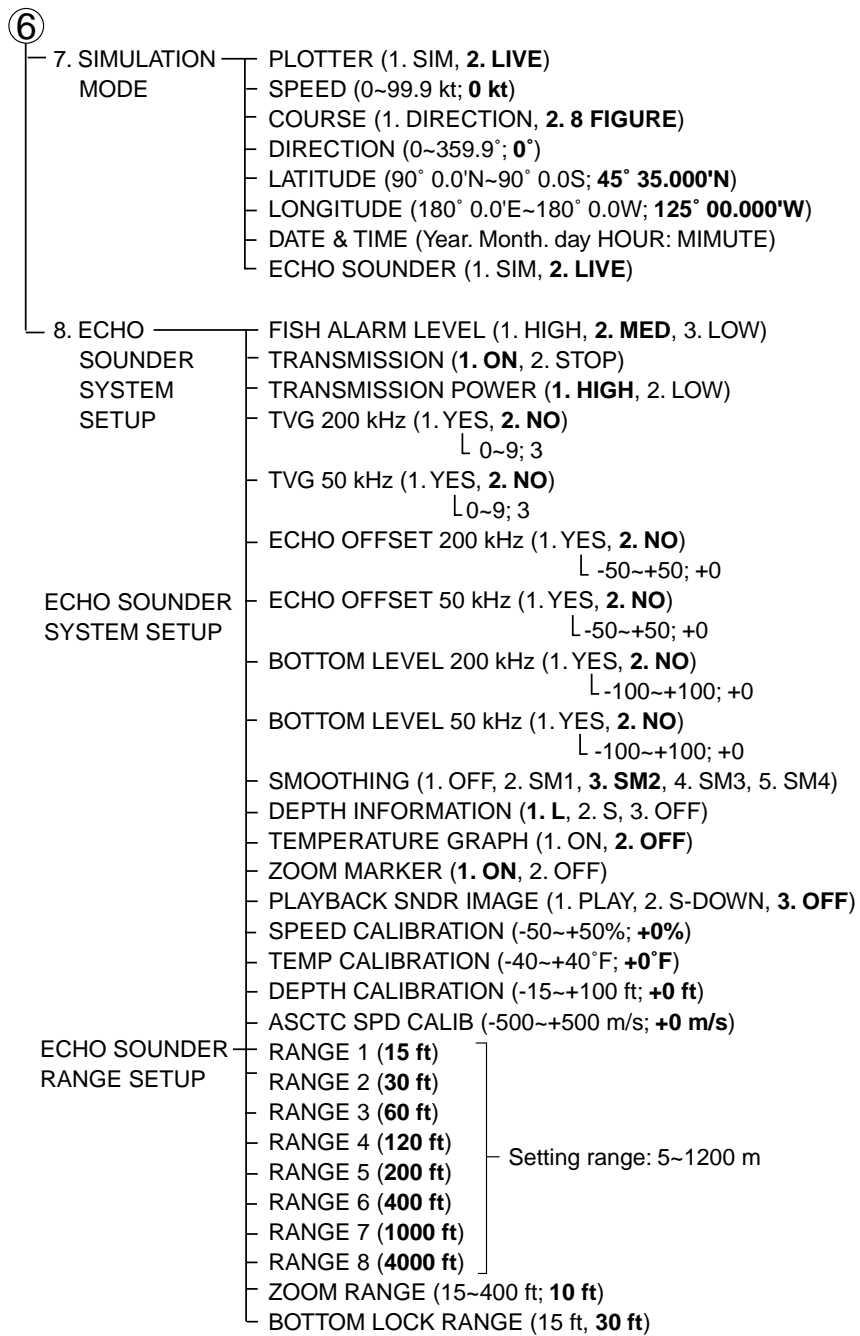 6
7. SIMULATION MODE
PLOTTER (1. SIM, 2. LIVE)
SPEED (0~99.9 kt; 0 kt)
COURSE (1. DIRECTION, 2. 8 FIGURE)
DIRECTION (0~359.9˚; 0˚)
LATITUDE (90˚ 0.0'N~90˚ 0.0S; 45˚ 35.000'N)
LONGITUDE (180˚ 0.0'E~180˚ 0.0W; 125˚ 00.000'W)
DATE & TIME (Year. Month. day HOUR: MIMUTE)
ECHO SOUNDER (1. SIM, 2. LIVE)
8. ECHO
SOUNDER
SYSTEM
SETUP
FISH ALARM LEVEL (1. HIGH, 2. MED, 3. LOW)
TRANSMISSION (1. ON, 2. STOP)
TRANSMISSION POWER (1. HIGH, 2. LOW)
TVG 200 kHz (1. YES, 2. NO)
0~9; 3
TVG 50 kHz (1. YES, 2. NO)
0~9; 3
ECHO OFFSET 200 kHz (1. YES, 2. NO)
-50~+50; +0
ECHO SOUNDER
SYSTEM SETUP
ECHO OFFSET 50 kHz (1. YES, 2. NO)
-50~+50; +0
BOTTOM LEVEL 200 kHz (1. YES, 2. NO)
-100~+100; +0
BOTTOM LEVEL 50 kHz (1. YES, 2. NO)
-100~+100; +0
SMOOTHING (1. OFF, 2. SM1, 3. SM2, 4. SM3, 5. SM4)
DEPTH INFORMATION (1. L, 2. S, 3. OFF)
TEMPERATURE GRAPH (1. ON, 2. OFF)
ZOOM MARKER (1. ON, 2. OFF)
PLAYBACK SNDR IMAGE (1. PLAY, 2. S-DOWN, 3. OFF)
SPEED CALIBRATION (-50~+50%; +0%)
TEMP CALIBRATION (-40~+40˚F; +0˚F)
DEPTH CALIBRATION (-15~+100 ft; +0 ft)
ASCTC SPD CALIB (-500~+500 m/s; +0 m/s)
ECHO SOUNDER
RANGE SETUP
RANGE 1 (15 ft)
RANGE 2 (30 ft)
RANGE 3 (60 ft)
RANGE 4 (120 ft)
RANGE 5 (200 ft)
RANGE 6 (400 ft)
RANGE 7 (1000 ft)
RANGE 8 (4000 ft)
Setting range: 5~1200 m
ZOOM RANGE (15~400 ft; 10 ft)
BOTTOM LOCK RANGE (15 ft, 30 ft)